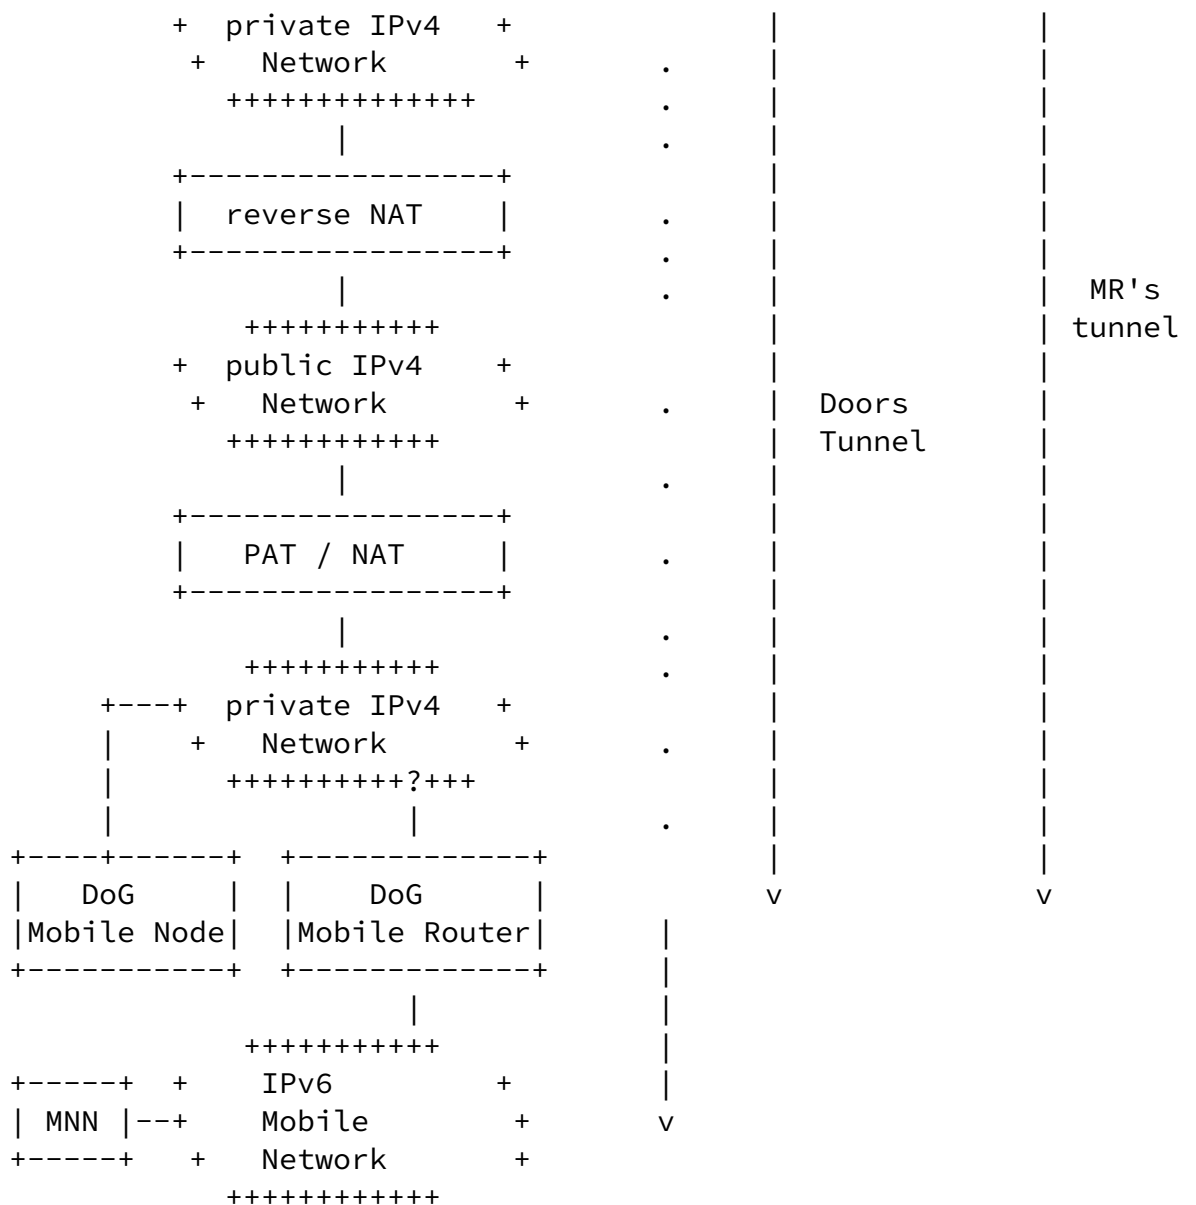 +  private IPv4   +                              |              |
+   Network       +       .     |              |
++++++++++++++             .     |              |
|                 .     |              |
+-----------------+              |              |
|  reverse NAT    |        .     |              |
+-----------------+        .     |              |
|                 .     |              |  MR's
+++++++++++                  |              | tunnel
+  public IPv4    +              |              |
+   Network       +       .     |  Doors       |
++++++++++++               |  Tunnel      |
|                 .     |              |
+-----------------+              |              |
|   PAT / NAT     |        .     |              |
+-----------------+              |              |
|                 .     |              |
+++++++++++            .     |              |
+---+  private IPv4   +              |              |
|    +   Network       +       .     |              |
|      ++++++++++?+++                |              |
|                |             .     |              |
+----+------+  +-------------+            |              |
|   DoG     |  |    DoG      |            v              v
|Mobile Node|  |Mobile Router|      |
+-----------+  +-------------+      |
|             |
+++++++++++            |
+-----+  +    IPv6         +        |
| MNN |--+    Mobile        +       v
+-----+   +   Network        +
++++++++++++